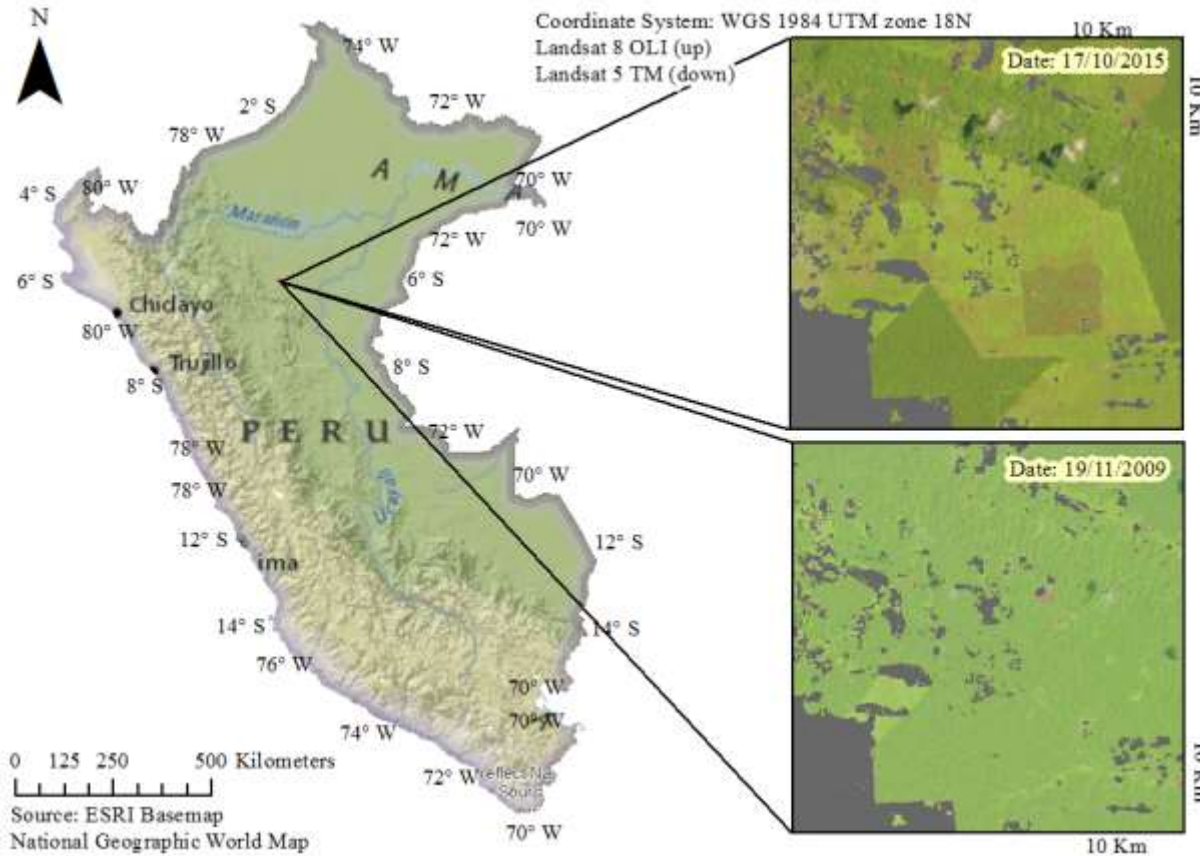 N
Coordinate System: WGS 1984 UTM zone 18N
Landsat 8 OLI (up)
Landsat 5 TM (down)
10 Km
Date: 17/10/2015
10 Km
74° W
72° W
2° S
78° W
A M
70° W
4° S
80° W
Marañón
70° W
72° W
6° S
6° S
Chiclayo
80° W
Trujillo
8° S
8° S
PERU
72° W
78° W
70° W
Date: 19/11/2009
78° W
Ucayali
12° S
12° S
ima
14° S
14° S
76° W
70° W
70° W
74° W
72° W
70° W
10 Km
10 Km
0 125 250 500 Kilometers
Source: ESRI Basemap
National Geographic World Map